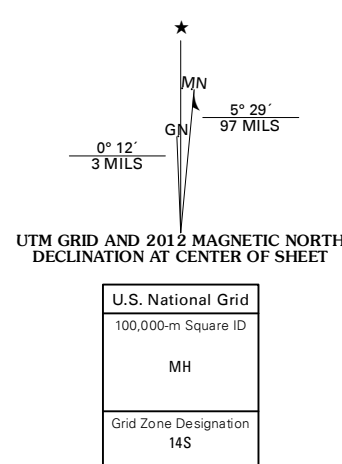 ★
MN
GN
5° 29´
97 MILS
0° 12´
3 MILS
UTM GRID AND 2012 MAGNETIC NORTH
DECLINATION AT CENTER OF SHEET
U.S. National Grid
100,000-m Square ID
MH
Grid Zone Designation
14S